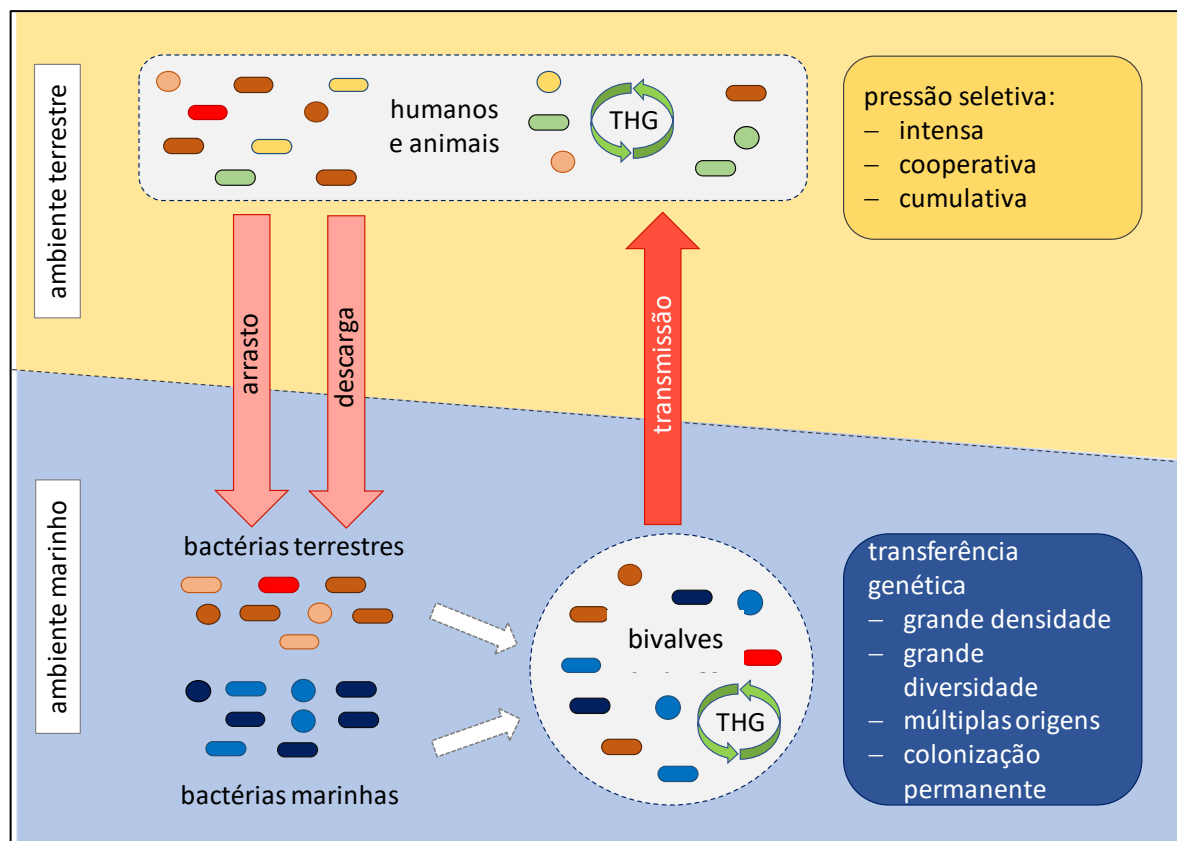 ambiente terrestre
humanos
e animais
THG
pressão seletiva:
– intensa
– cooperativa
– cumulativa
arrasto
descarga
transmissão
ambiente marinho
bactérias terrestres
bactérias marinhas
bivalves
THG
transferência
genética
– grande densidade
– grande
diversidade
– múltiplas origens
– colonização
permanente